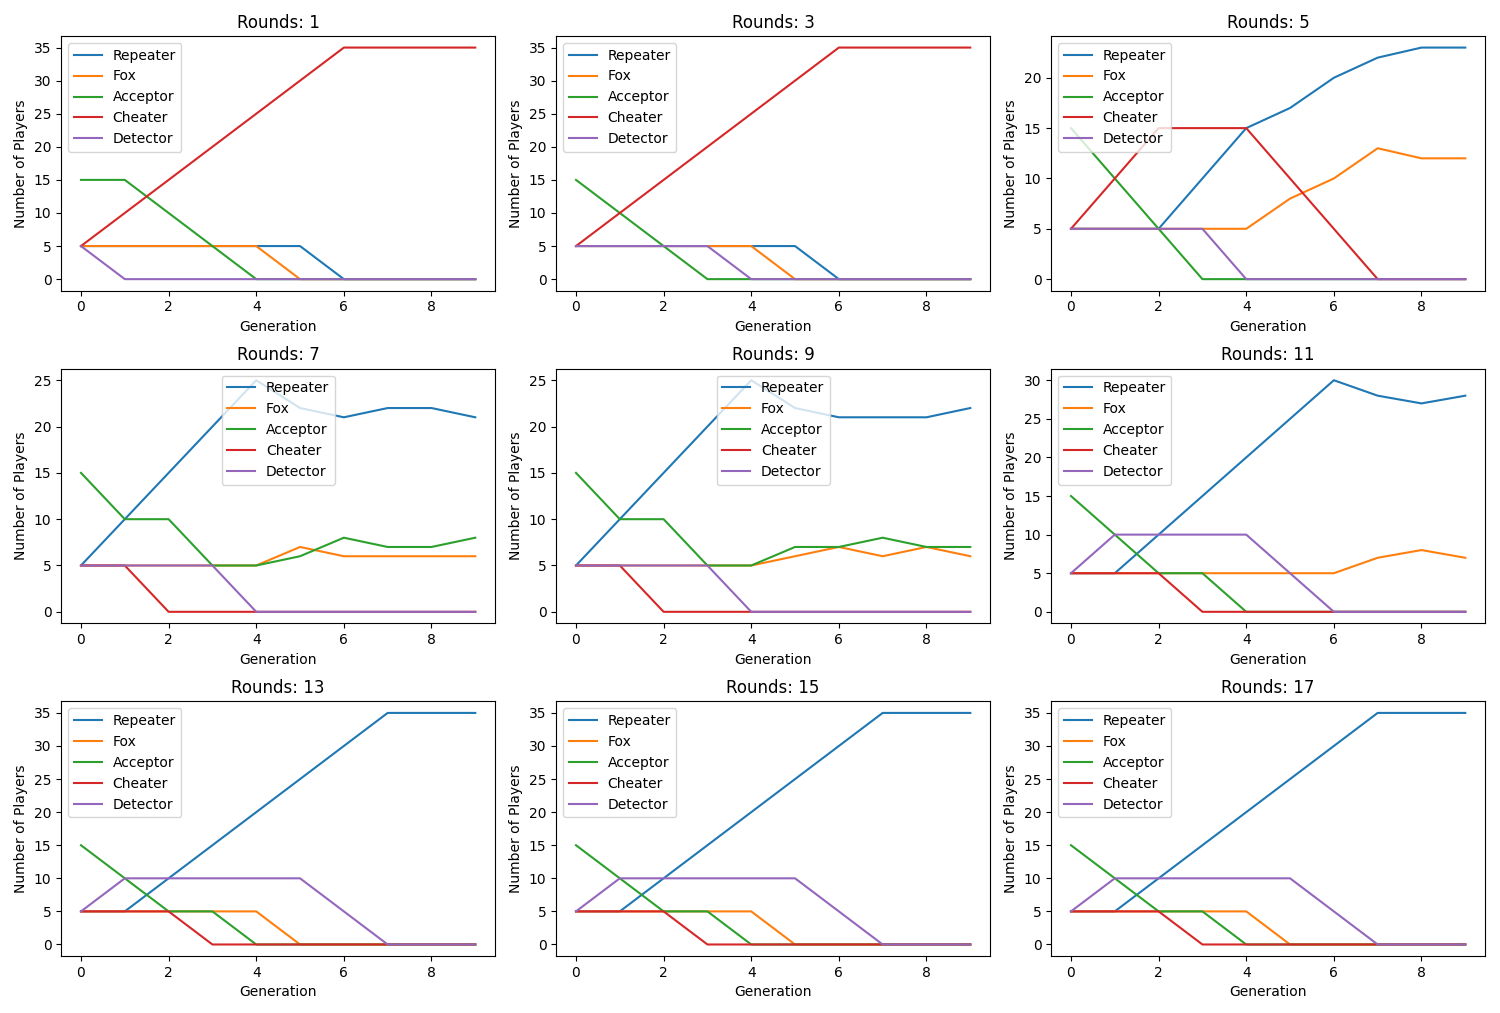 Rounds: 1
Number of Players
35
30
25
20
15
10
5
0
Repeater
Fox
Acceptor
Cheater
Detector
0 2 4 6 8
Generation
Rounds: 3
Number of Players
35
30
25
20
15
10
5
0
Repeater
Fox
Acceptor
Cheater
Detector
0 2 4 6 8
Generation
Rounds: 5
Number of Players
20
15
10
5
0
Repeater
Fox
Acceptor
Cheater
Detector
0 2 4 6 8
Generation
Rounds: 7
Number of Players
25
20
15
10
5
0
Repeater
Fox
Acceptor
Cheater
Detector
0 2 4 6 8
Generation
Rounds: 9
Number of Players
25
20
15
10
5
0
Repeater
Fox
Acceptor
Cheater
Detector
0 2 4 6 8
Generation
Rounds: 11
Number of Players
30
25
20
15
10
5
0
Repeater
Fox
Acceptor
Cheater
Detector
0 2 4 6 8
Generation
Rounds: 13
Number of Players
35
30
25
20
15
10
5
0
Repeater
Fox
Acceptor
Cheater
Detector
0 2 4 6 8
Generation
Rounds: 15
Number of Players
35
30
25
20
15
10
5
0
Repeater
Fox
Acceptor
Cheater
Detector
0 2 4 6 8
Generation
Rounds: 17
Number of Players
35
30
25
20
15
10
5
0
Repeater
Fox
Acceptor
Cheater
Detector
0 2 4 6 8
Generation